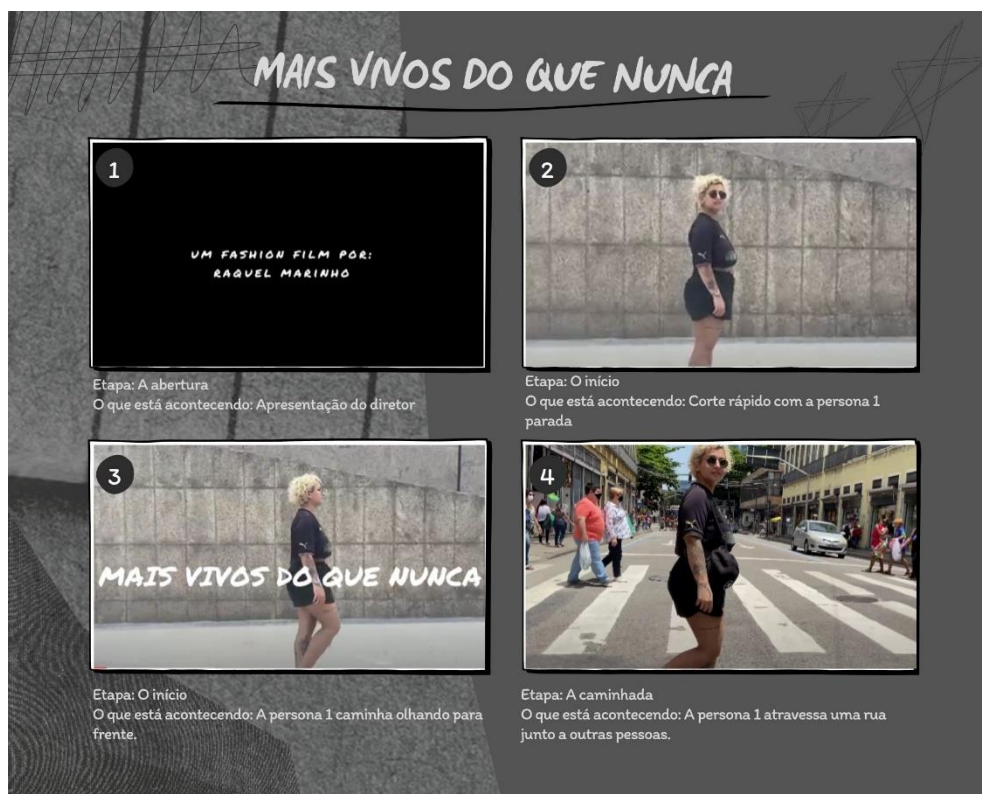 MAIS VIVOS DO QUE NUNCA
1
UM FASHION FILM POR:
RAQUEL MARINHO
Etapa: A abertura
O que está acontecendo: Apresentação do diretor
2
Etapa: O início
O que está acontecendo: Corte rápido com a persona 1
parada
3
MAIS VIVOS DO QUE NUNCA
Etapa: O início
O que está acontecendo: A persona 1 caminha olhando para
frente.
4
Etapa: A caminhada
O que está acontecendo: A persona 1 atravessa uma rua
junto a outras pessoas.